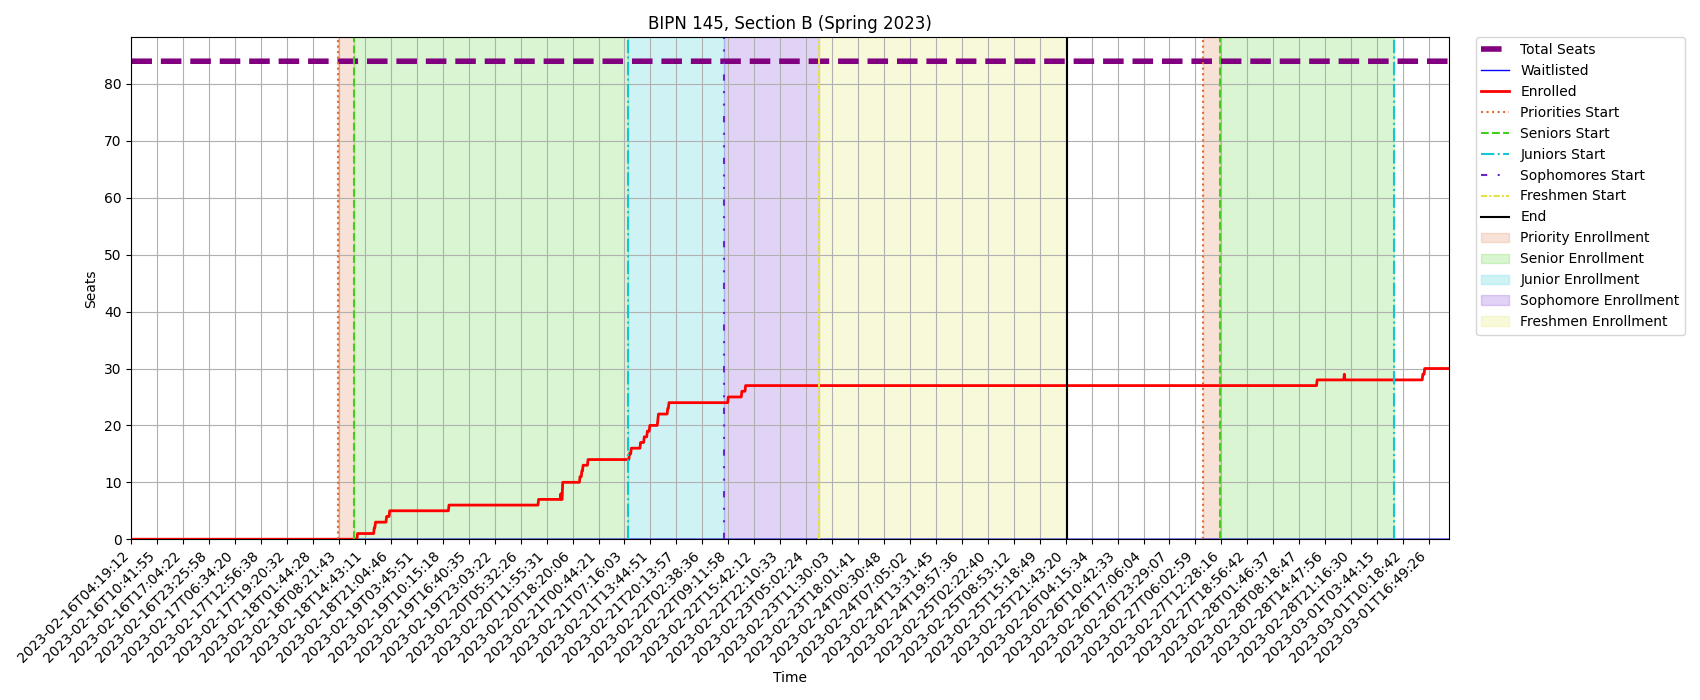 BIPN 145, Section B (Spring 2023)
Seats
80
70
60
50
40
30
20
10
0
2023-02-16T04:19:12
2023-02-16T10:41:55
2023-02-16T17:04:22
2023-02-16T23:25:58
2023-02-17T06:34:20
2023-02-17T12:56:38
2023-02-17T19:20:32
2023-02-18T01:44:28
2023-02-18T08:21:43
2023-02-18T14:43:11
2023-02-18T21:04:46
2023-02-19T03:45:51
2023-02-19T10:15:18
2023-02-19T16:40:35
2023-02-19T23:03:22
2023-02-20T05:32:26
2023-02-20T11:55:31
2023-02-20T18:20:06
2023-02-21T00:44:21
2023-02-21T07:16:03
2023-02-21T13:44:51
2023-02-21T20:13:57
2023-02-22T02:38:36
2023-02-22T09:11:58
2023-02-22T15:42:12
2023-02-22T22:10:33
2023-02-23T05:02:24
2023-02-23T11:30:03
2023-02-23T18:01:41
2023-02-24T00:30:48
2023-02-24T07:05:02
2023-02-24T13:31:45
2023-02-24T19:57:36
2023-02-25T02:22:40
2023-02-25T08:53:12
2023-02-25T15:18:49
2023-02-25T21:43:20
2023-02-26T04:15:34
2023-02-26T10:42:33
2023-02-26T17:06:04
2023-02-26T23:29:07
2023-02-27T06:02:59
2023-02-27T12:28:16
2023-02-27T18:56:42
2023-02-28T01:46:37
2023-02-28T08:18:47
2023-02-28T14:47:56
2023-02-28T21:16:30
2023-03-01T03:44:15
2023-03-01T10:18:42
2023-03-01T16:49:26
Time
Total Seats
Waitlisted
Enrolled
Priorities Start
Seniors Start
Juniors Start
Sophomores Start
Freshmen Start
End
Priority Enrollment
Senior Enrollment
Junior Enrollment
Sophomore Enrollment
Freshmen Enrollment